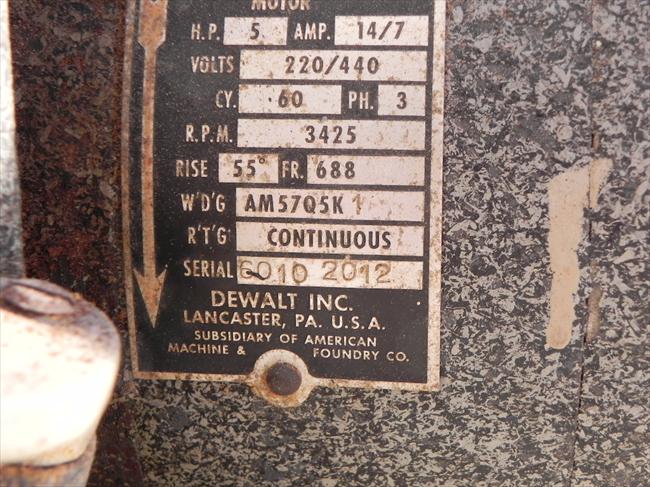 MOTOR
H.P. 5 AMP. 14/7
VOLTS 220/440
CY. 60 PH. 3
R.P.M. 3425
RISE 55° FR. 688
W'D'G AM57Q5K
R'T'G CONTINUOUS
SERIAL 6010 2012
DEWALT INC.
LANCASTER, PA. U.S.A.
SUBSIDIARY OF AMERICAN
MACHINE & FOUNDRY CO.